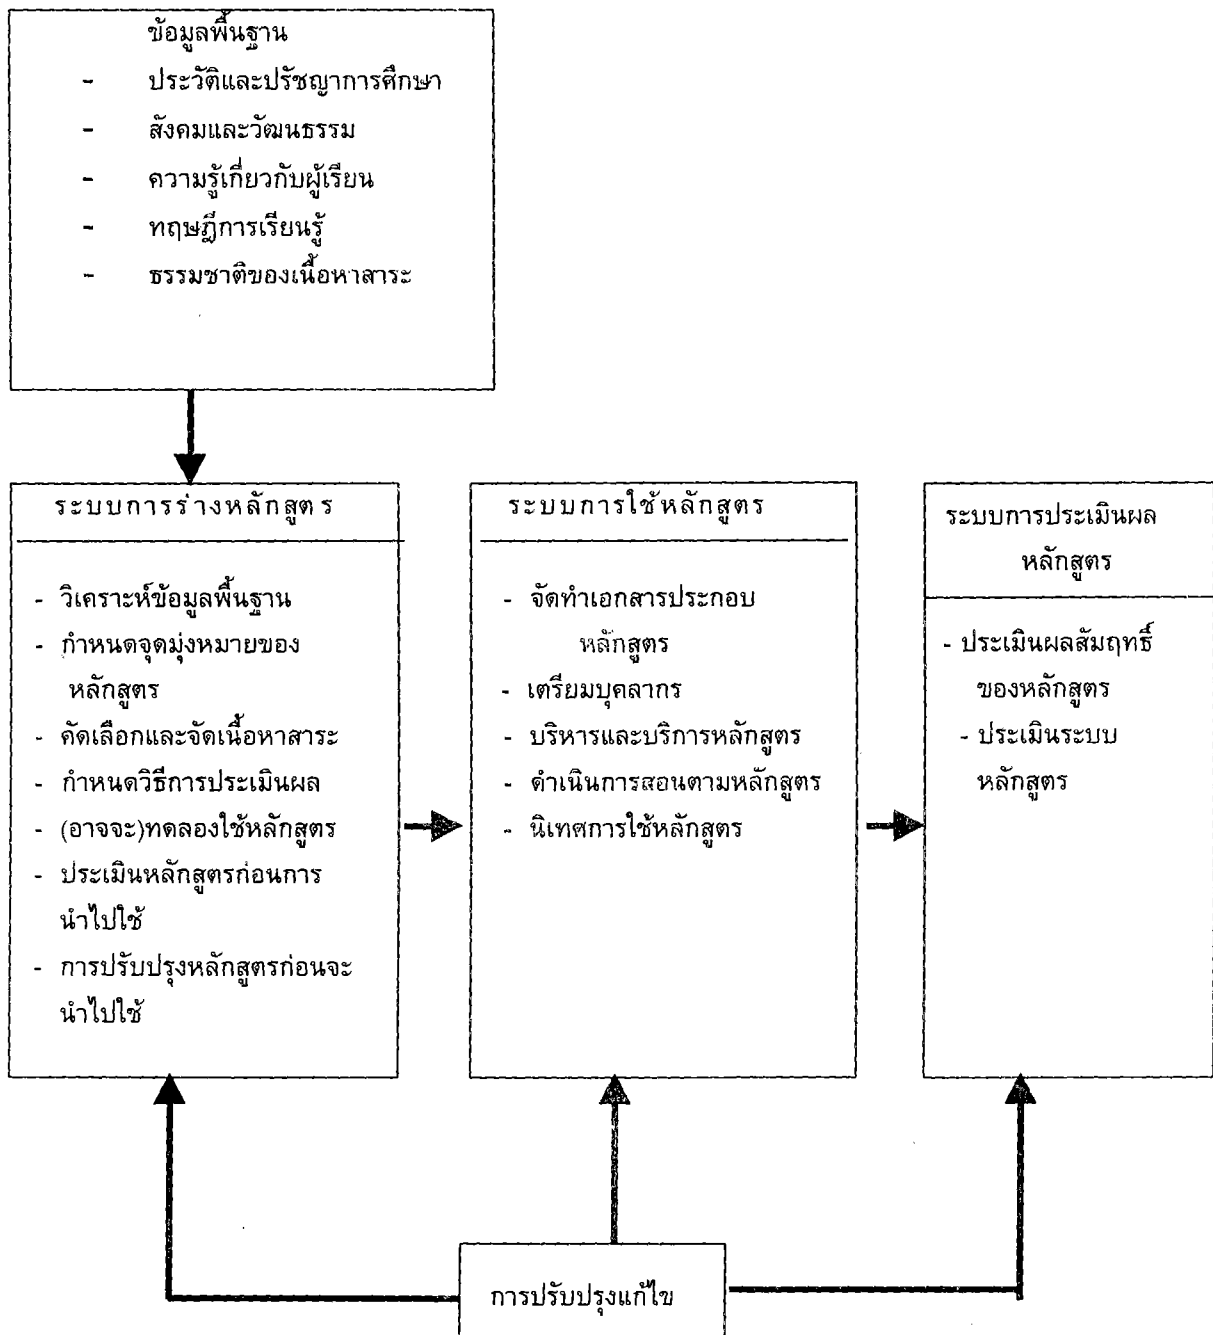 ข้อมูลพื้นฐาน
- ประวัติและปรัชญาการศึกษา
- สังคมและวัฒนธรรม
- ความรู้เกี่ยวกับผู้เรียน
- ทฤษฎีการเรียนรู้
- ธรรมชาติของเนื้อหาสาระ
ระบบการร่างหลักสูตร
- วิเคราะห์ข้อมูลพื้นฐาน
- กำหนดจุดมุ่งหมายของ
หลักสูตร
- คัดเลือกและจัดเนื้อหาสาระ
- กำหนดวิธีการประเมินผล
- (อาจจะ)ทดลองใช้หลักสูตร
- ประเมินหลักสูตรก่อนการ
นำไปใช้
- การปรับปรุงหลักสูตรก่อนจะ
นำไปใช้
ระบบการใช้หลักสูตร
- จัดทำเอกสารประกอบ
หลักสูตร
- เตรียมบุคลากร
- บริหารและบริการหลักสูตร
- ดำเนินการสอนตามหลักสูตร
- นิเทศการใช้หลักสูตร
ระบบการประเมินผล
หลักสูตร
- ประเมินผลสัมฤทธิ์
ของหลักสูตร
- ประเมินระบบ
หลักสูตร
การปรับปรุงแก้ไข